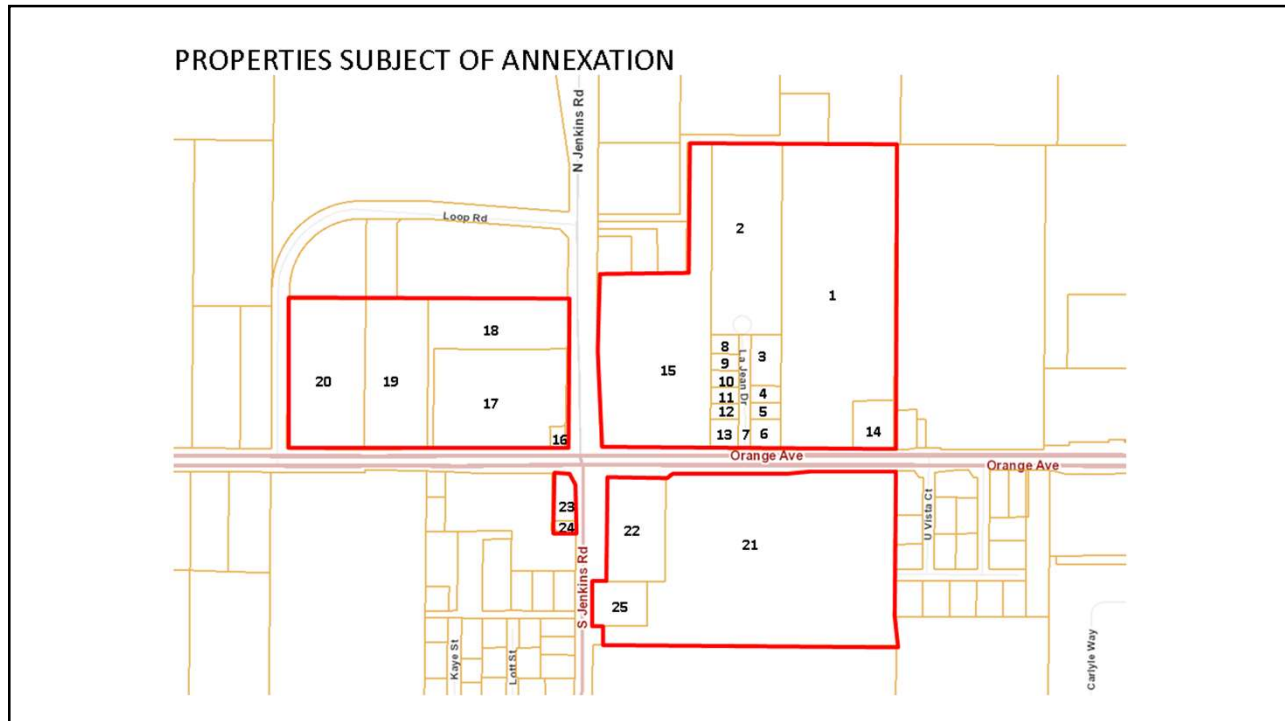 PROPERTIES SUBJECT OF ANNEXATION
N Jenkins Rd
Loop Rd
2
1
18
8
3
9
La Jean Dr
15
20
19
10
17
11
4
12
5
16
13
7
6
14
Orange Ave
Orange Ave
23
22
24
21
U Vista Ct
S Jenkins Rd
25
Kaye St
Lott St
Carlyle Way